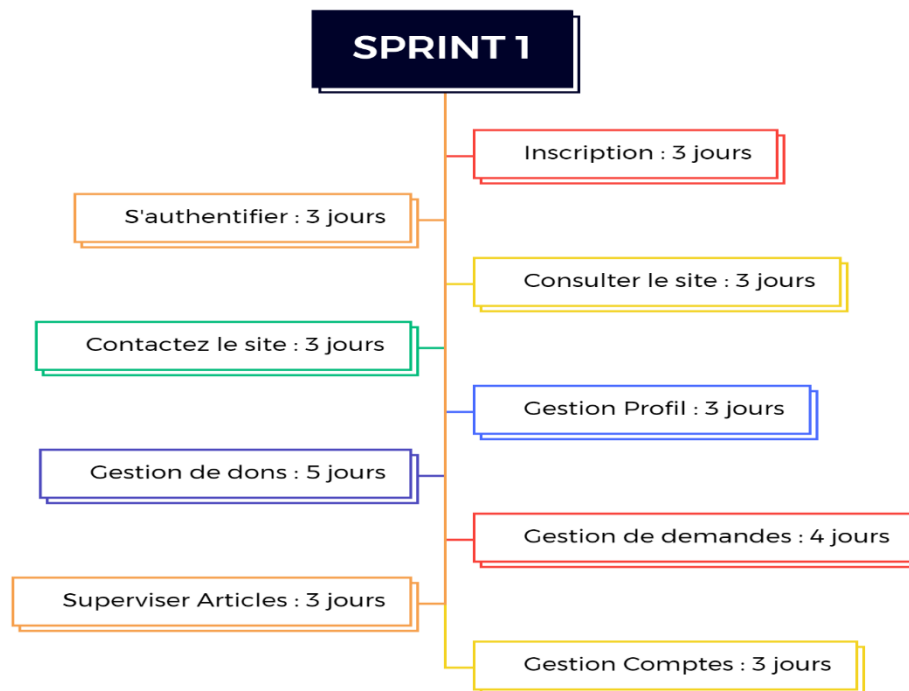 SPRINT 1
Inscription : 3 jours
S'authentifier : 3 jours
Consulter le site : 3 jours
Contactez le site : 3 jours
Gestion Profil : 3 jours
Gestion de dons : 5 jours
Gestion de demandes : 4 jours
Superviser Articles : 3 jours
Gestion Comptes : 3 jours